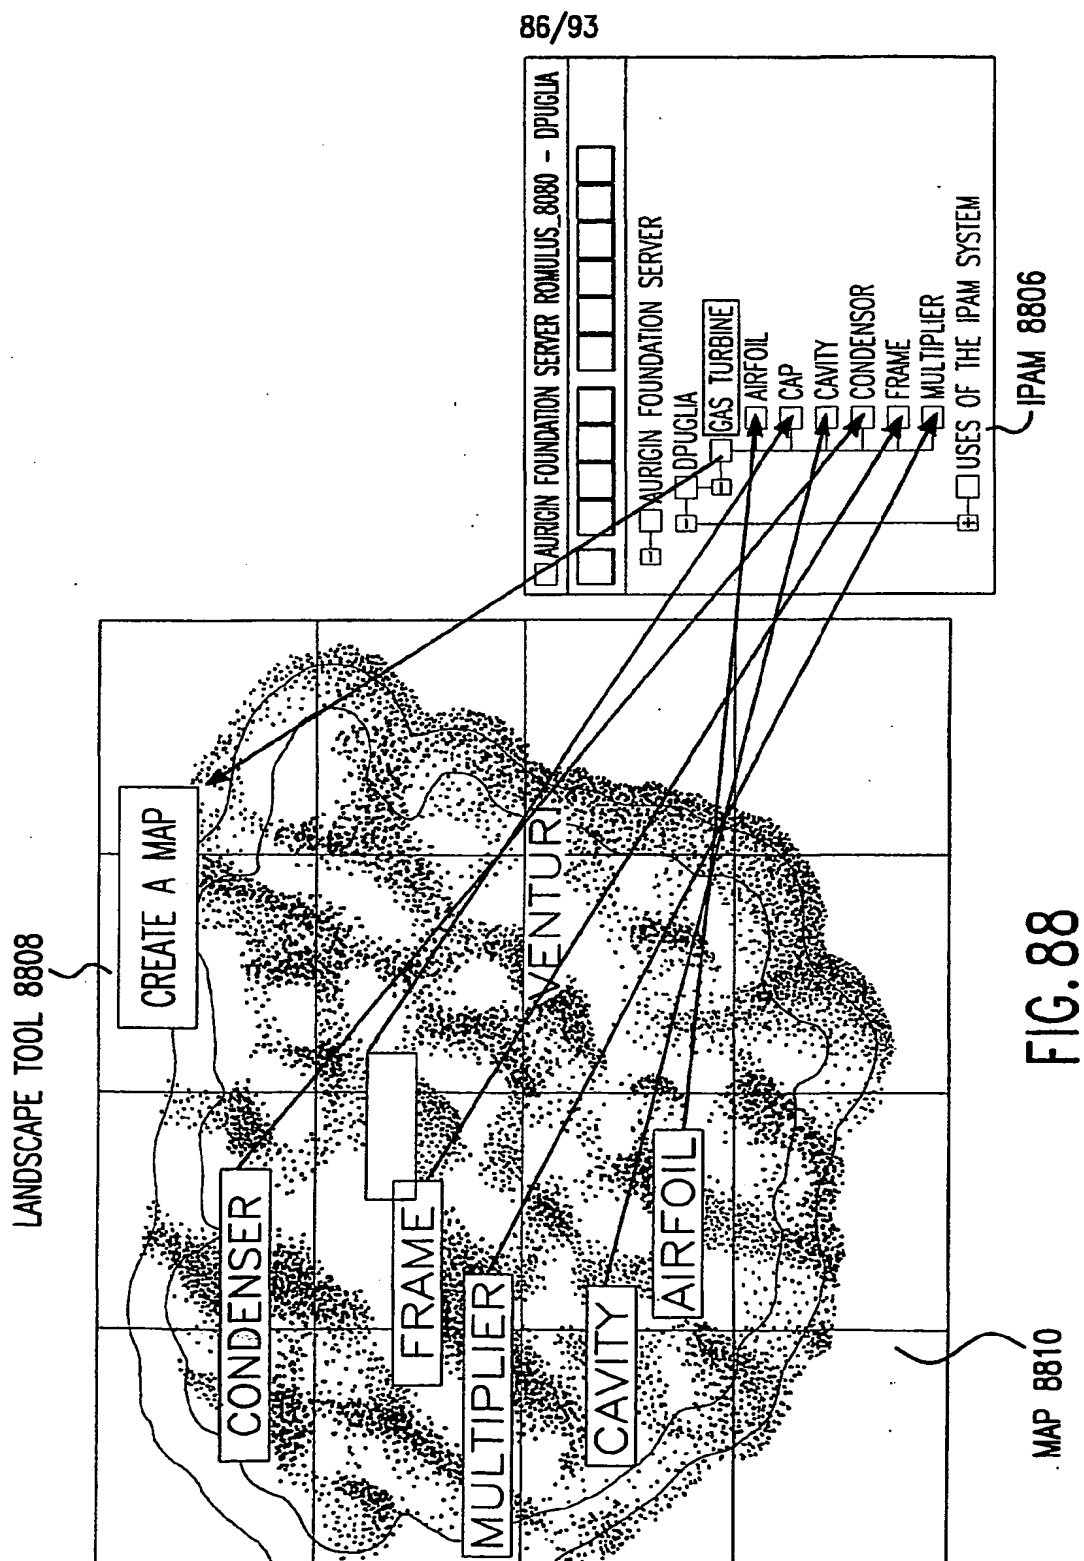 86/93
LANDSCAPE TOOL 8808
CREATE A MAP
CONDENSER
FRAME
VENTURI
MULTIPLIER
CAVITY
AIRFOIL
MAP 8810
AURIGIN FOUNDATION SERVER ROMULUS_8080 - DPUGLIA
AURIGIN FOUNDATION SERVER
DPUGLIA
GAS TURBINE
AIRFOIL
CAP
CAVITY
CONDENSOR
FRAME
MULTIPLIER
USES OF THE IPAM SYSTEM
IPAM 8806
FIG.88